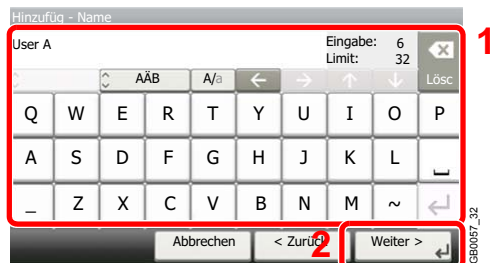 Hinzufüg - Name
User A Eingabe: 6
Limit: 32
AÄB A/a ← → ↑ ↓ Lösc
Q W E R T Y U I O P
A S D F G H J K L
_ Z X C V B N M ~
Abbrechen < Zurück Weiter >
1
2
GB0057_32